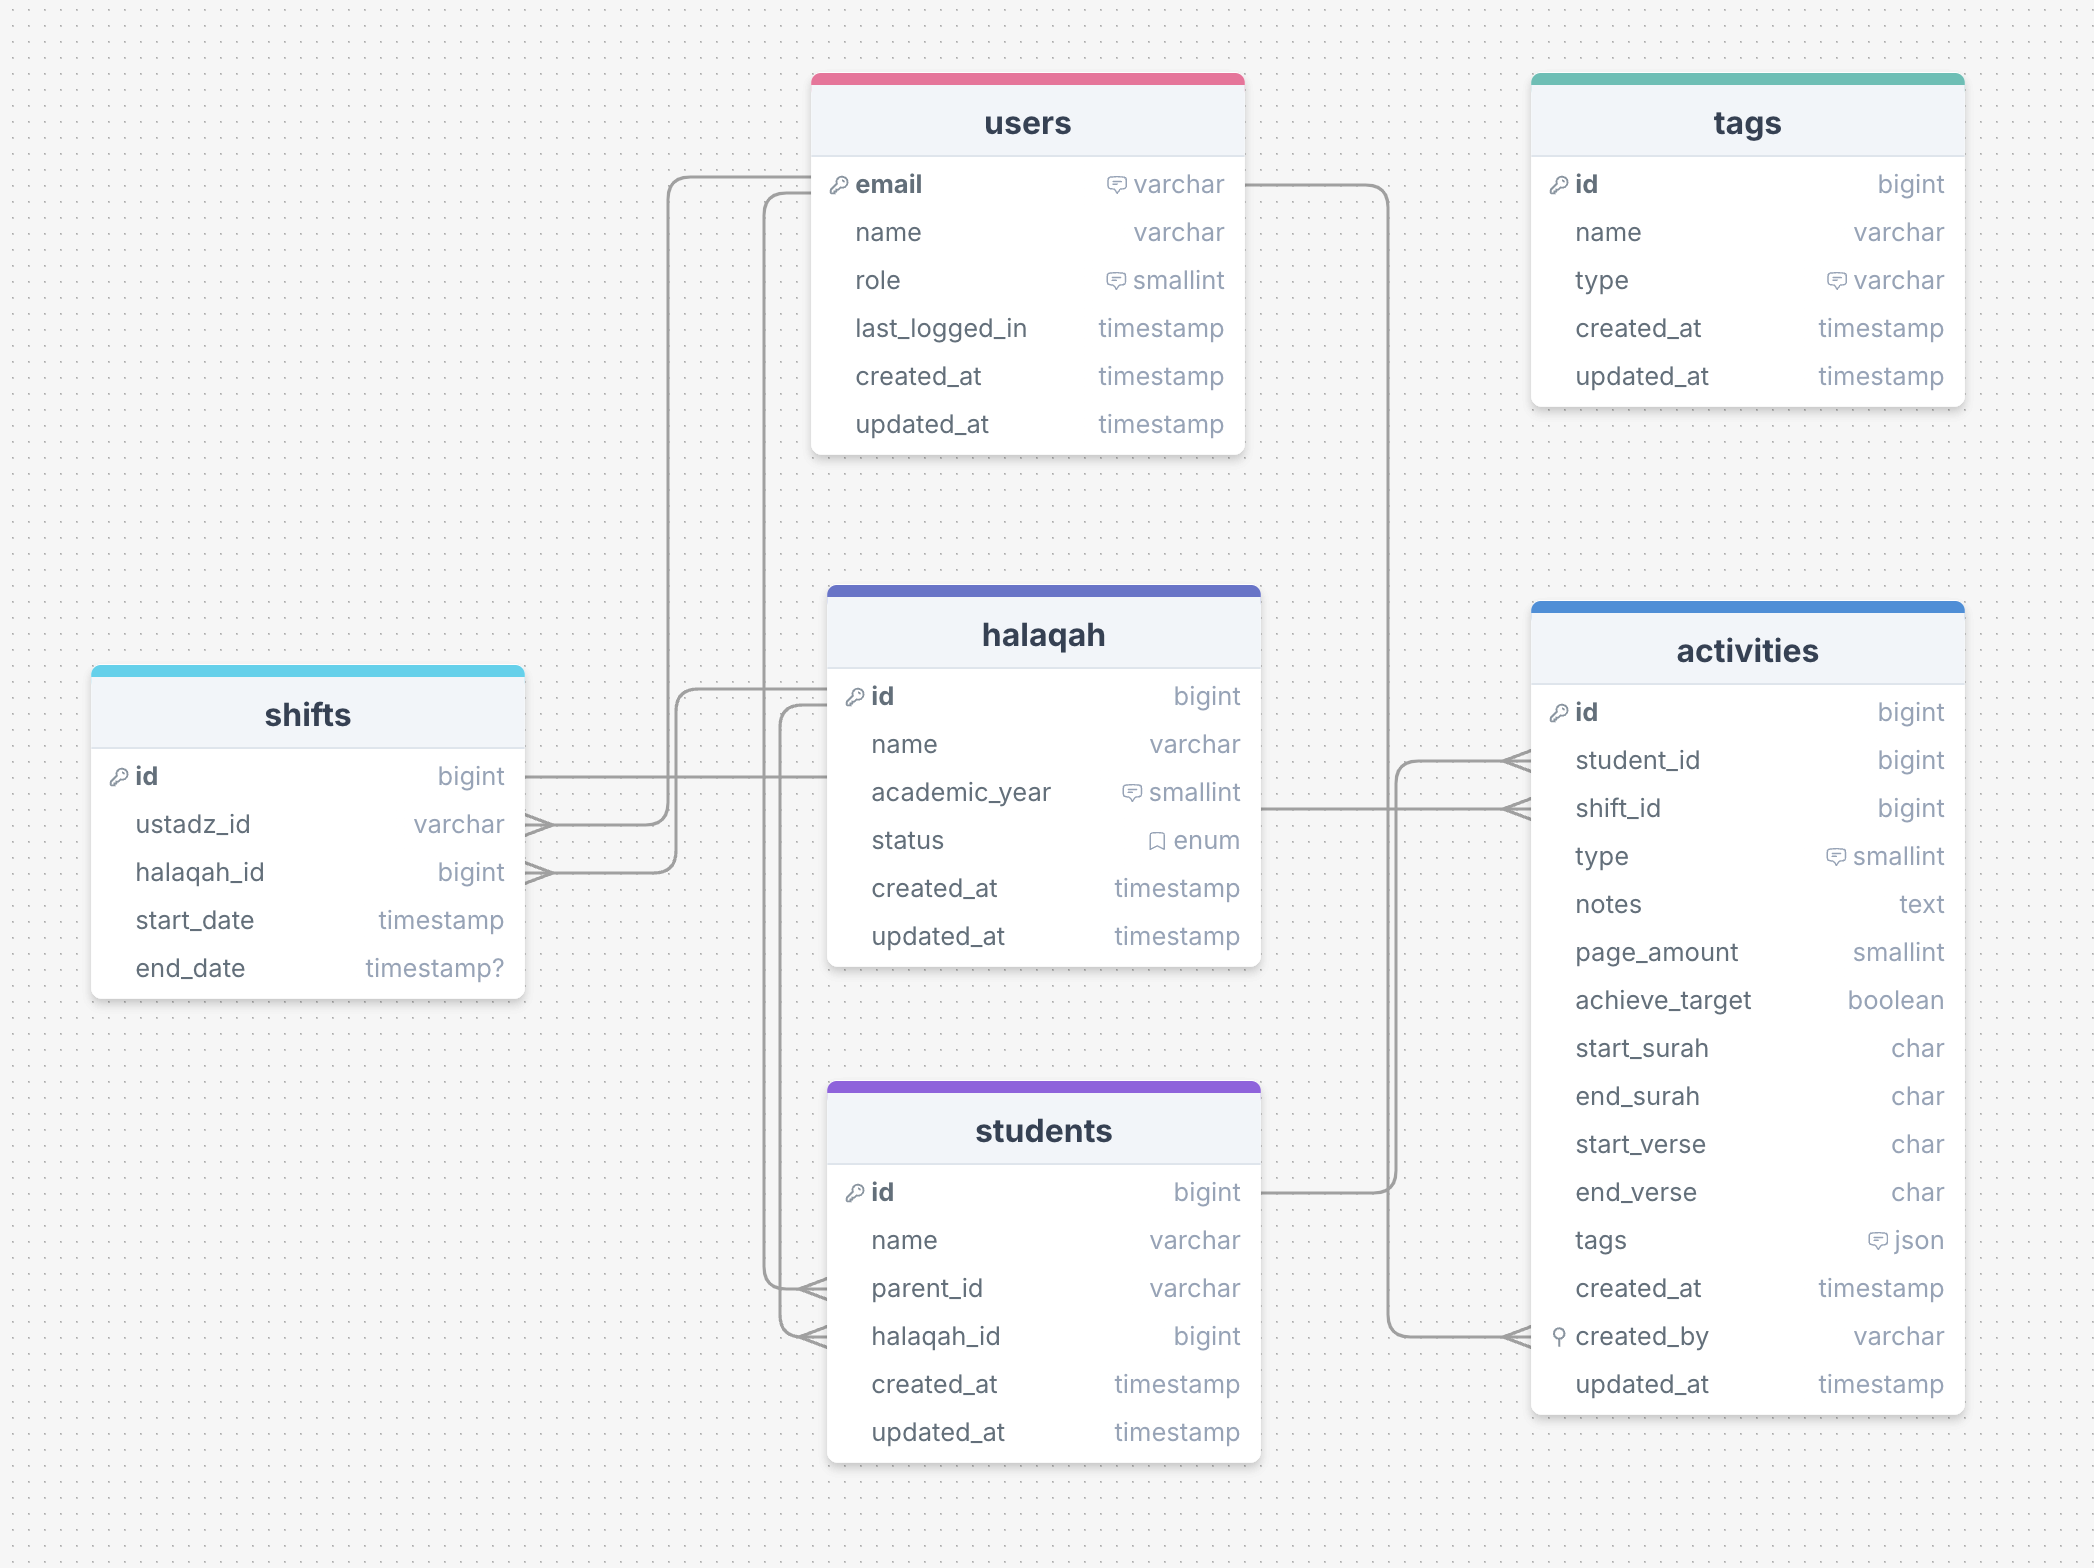 users
email varchar
name varchar
role smallint
last_logged_in timestamp
created_at timestamp
updated_at timestamp
tags
id bigint
name varchar
type varchar
created_at timestamp
updated_at timestamp
shifts
id bigint
ustadz_id varchar
halaqah_id bigint
start_date timestamp
end_date timestamp?
halaqah
id bigint
name varchar
academic_year smallint
status enum
created_at timestamp
updated_at timestamp
activities
id bigint
student_id bigint
shift_id bigint
type smallint
notes text
page_amount smallint
achieve_target boolean
start_surah char
end_surah char
start_verse char
end_verse char
tags json
created_at timestamp
created_by varchar
updated_at timestamp
students
id bigint
name varchar
parent_id varchar
halaqah_id bigint
created_at timestamp
updated_at timestamp